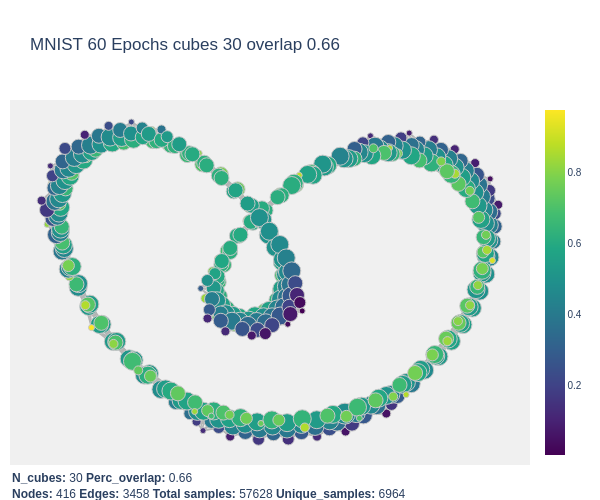 MNIST 60 Epochs cubes 30 overlap 0.66
0.8
0.6
0.4
0.2
N_cubes: 30 Perc_overlap: 0.66
Nodes: 416 Edges: 3458 Total samples: 57628 Unique_samples: 6964